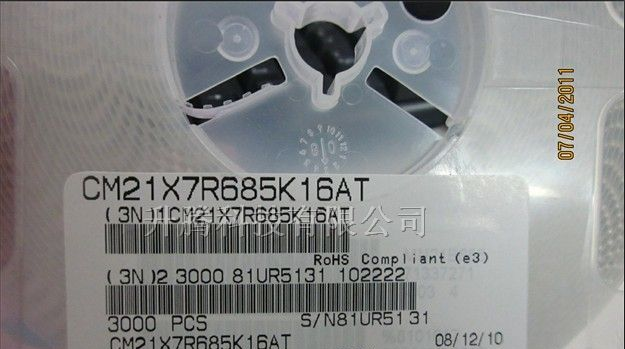 07/04/2011
CM21X7R685K16AT
(3N)1CM21X7R685K16AT
升腾科技有限公司
RoHS Compliant (e3)
(3N)2 3000 81UR5131 102222
3000 PCS S/N81UR5131
CM21X7R685K16AT 08/12/10